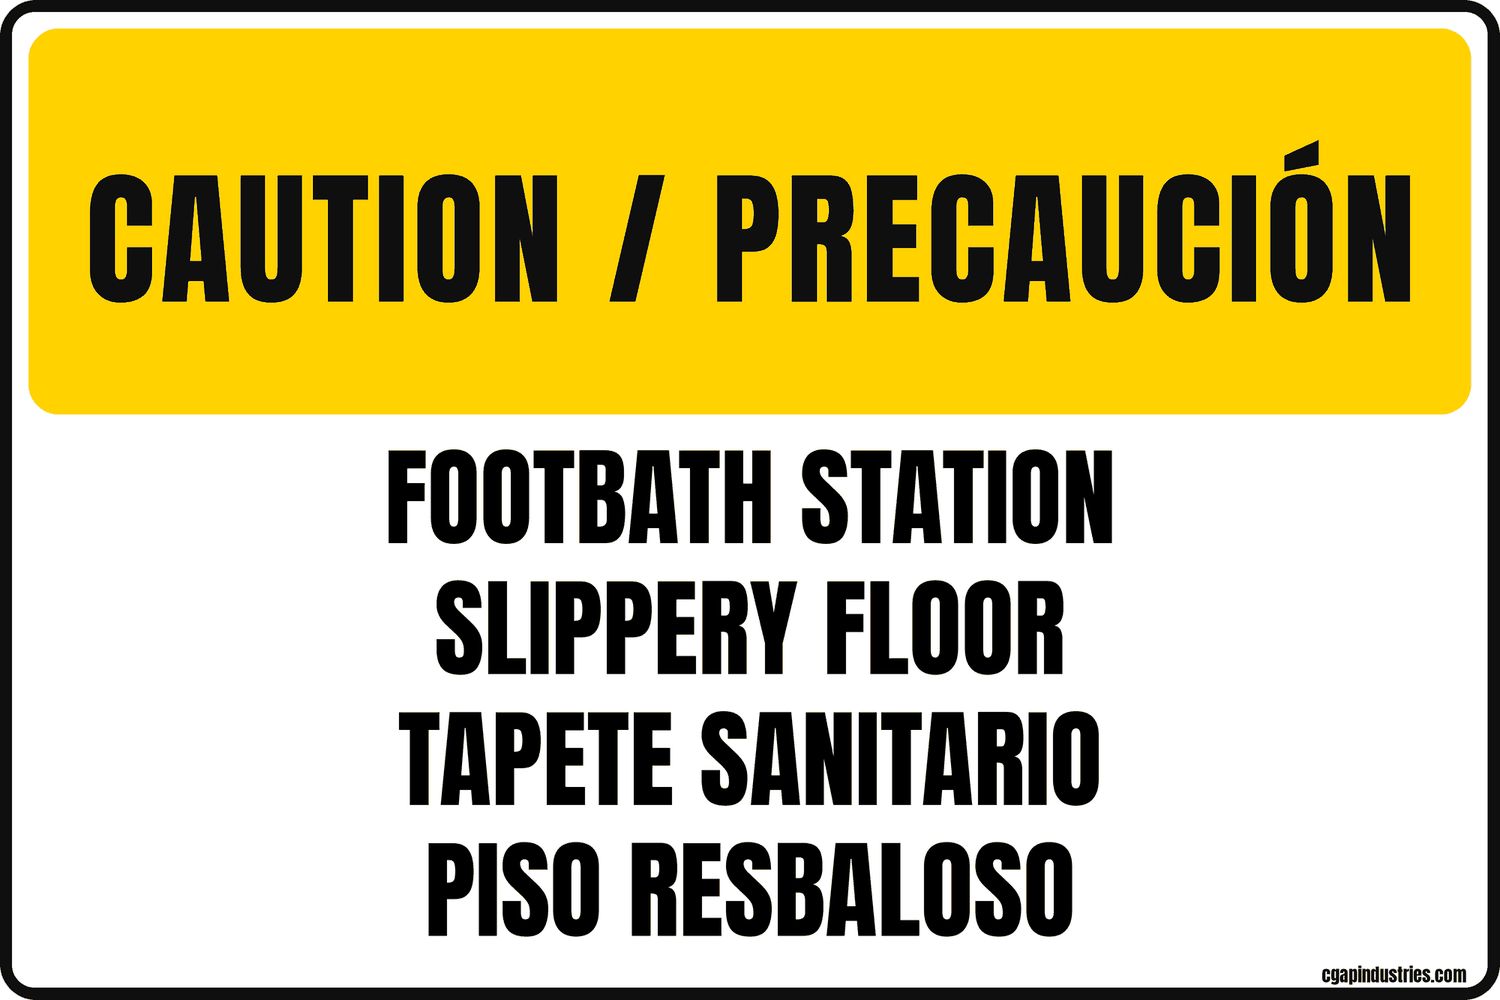 CAUTION / PRECAUCIÓN
FOOTBATH STATION
SLIPPERY FLOOR
TAPETE SANITARIO
PISO RESBALOSO
cgapindustries.com